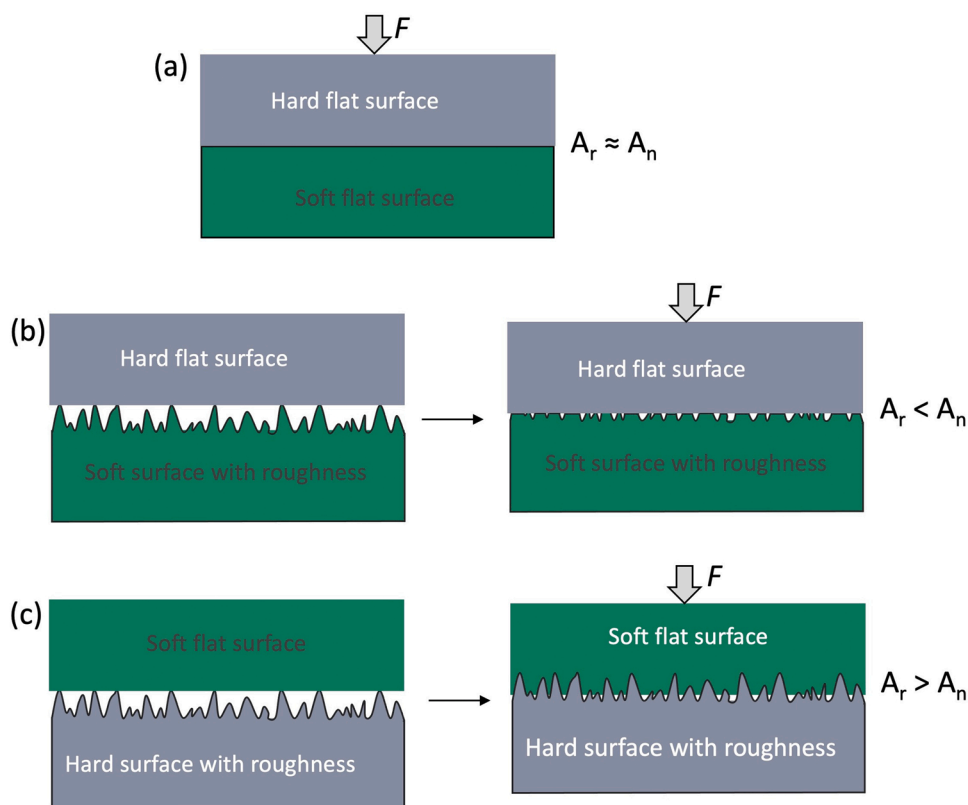 F
(a)
Hard flat surface
Aᵣ ≈ Aₙ
Soft flat surface
(b)
Hard flat surface
Soft surface with roughness
F
Hard flat surface
Aᵣ < Aₙ
Soft surface with roughness
(c)
Soft flat surface
Hard surface with roughness
F
Soft flat surface
Aᵣ > Aₙ
Hard surface with roughness